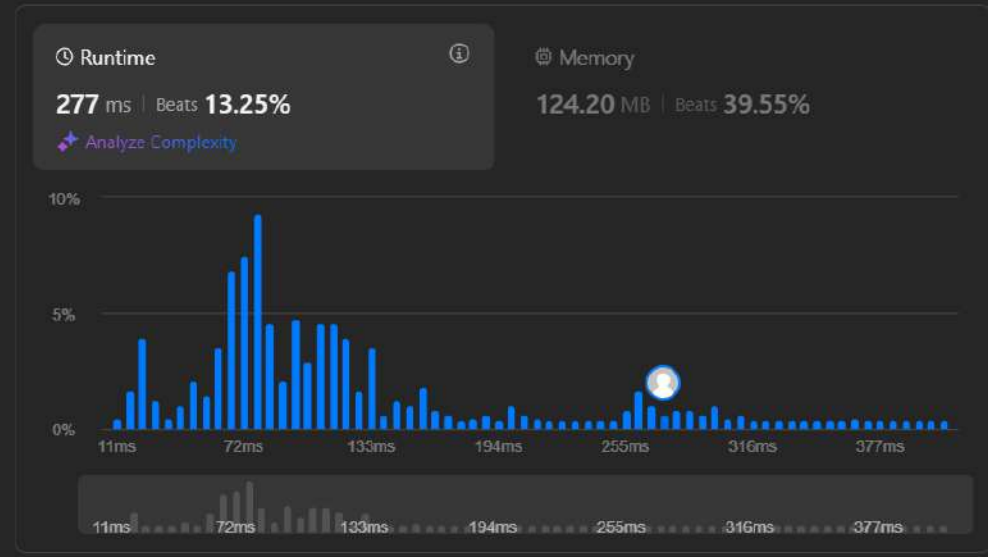 Runtime
277 ms | Beats 13.25%
Analyze Complexity
Memory
124.20 MB | Beats 39.55%
10%
5%
0%
11ms 72ms 133ms 194ms 255ms 316ms 377ms
11ms 72ms 133ms 194ms 255ms 316ms 377ms